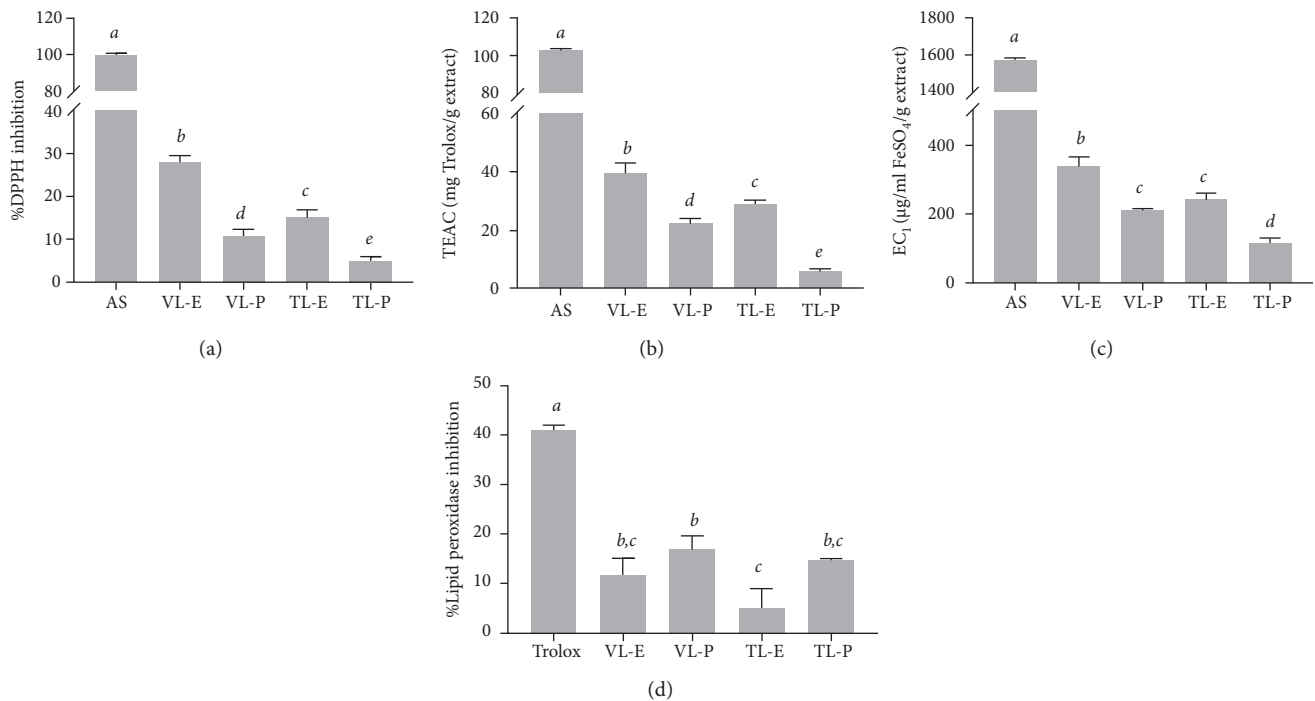 %DPPH inhibition
120
100
80
40
30
20
10
0
a
b
d
c
e
AS VL-E VL-P TL-E TL-P
(a)
TEAC (mg Trolox/g extract)
120
100
80
60
40
20
0
a
b
d
c
e
AS VL-E VL-P TL-E TL-P
(b)
EC₁ (μg/ml FeSO₄/g extract)
1800
1600
1400
400
200
0
a
b
c
c
d
AS VL-E VL-P TL-E TL-P
(c)
%Lipid peroxidase inhibition
50
40
30
20
10
0
a
b,c
b
c
b,c
Trolox VL-E VL-P TL-E TL-P
(d)